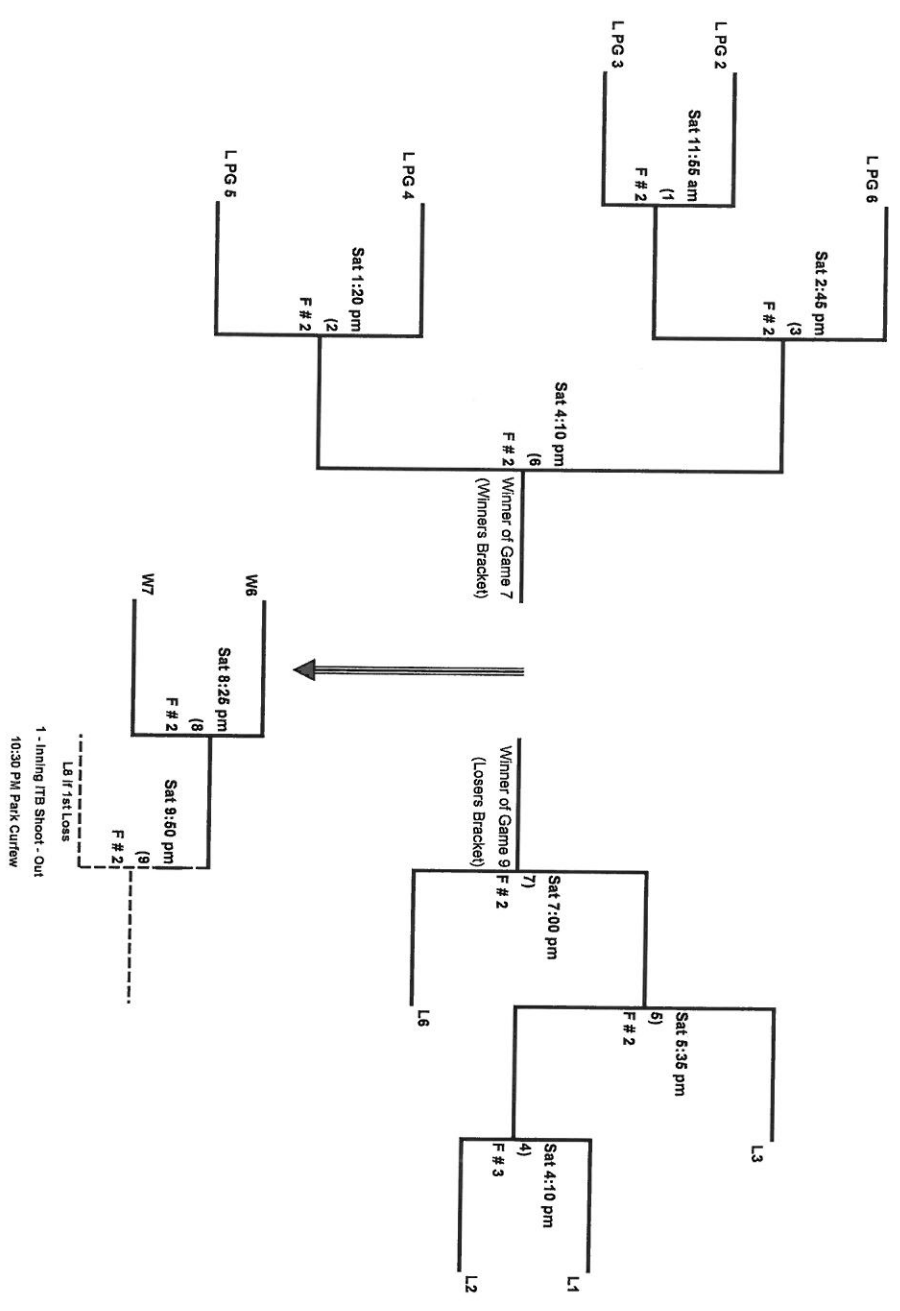 L PG 6
Sat 2:45 pm
(3
F # 2
L PG 2
Sat 11:55 am
(1
F # 2
L PG 3
Sat 4:10 pm
(6
F # 2
Winner of Game 7
(Winners Bracket)
L PG 4
Sat 1:20 pm
(2
F # 2
L PG 5
L3
Sat 5:35 pm
5)
F # 2
L1
Sat 4:10 pm
4)
F # 3
L2
Sat 7:00 pm
7)
F # 2
Winner of Game 9
(Losers Bracket)
L6
W6
Sat 8:25 pm
(8
F # 2
W7
Sat 9:50 pm
(9
F # 2
L8 if 1st Loss
1 - Inning ITB Shoot - Out
10:30 PM Park Curfew